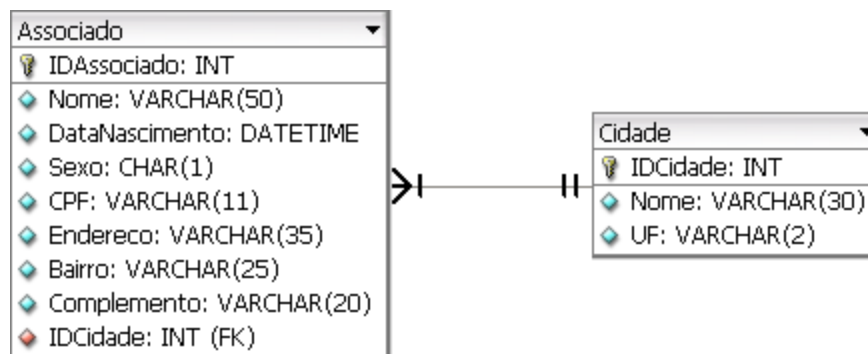 Associado
IDAssociado: INT
Nome: VARCHAR(50)
DataNascimento: DATETIME
Sexo: CHAR(1)
CPF: VARCHAR(11)
Endereco: VARCHAR(35)
Bairro: VARCHAR(25)
Complemento: VARCHAR(20)
IDCidade: INT (FK)
Cidade
IDCidade: INT
Nome: VARCHAR(30)
UF: VARCHAR(2)